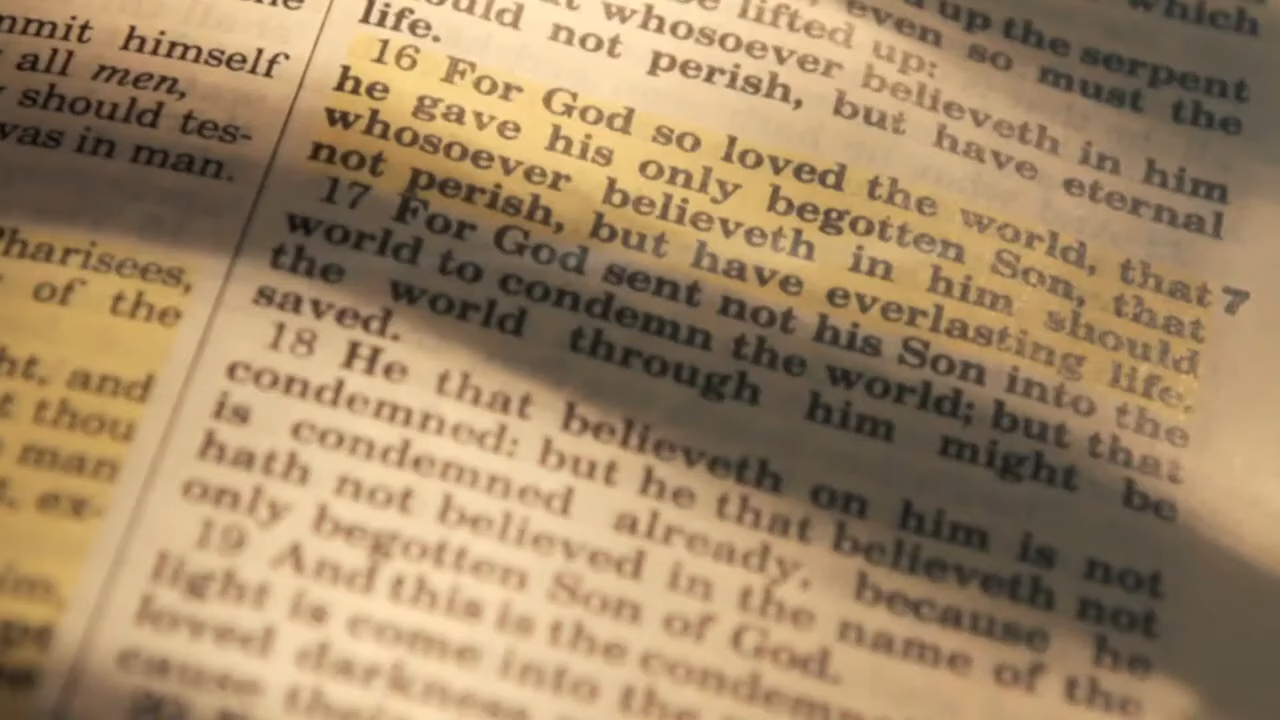 mmit himself
all men,
should tes-
was in man.
Pharisees,
of the
ht, and
t thou
man
ex-
which
up the serpent
be lifted up: even so must the
whosoever believeth in him
not perish, but have eternal
life.
16 For God so loved the world, that 7
he gave his only begotten Son, that
whosoever believeth in him should
not perish, but have everlasting life.
17 For God sent not his Son into the
world to condemn the world; but that
the world through him might be
saved.
18 He that believeth on him is not
condemned: but he that believeth not
is condemned already, because he
hath not believed in the name of the
only begotten Son of God.
19 And this is the condemn
light is come into the
loved darkness
cause their